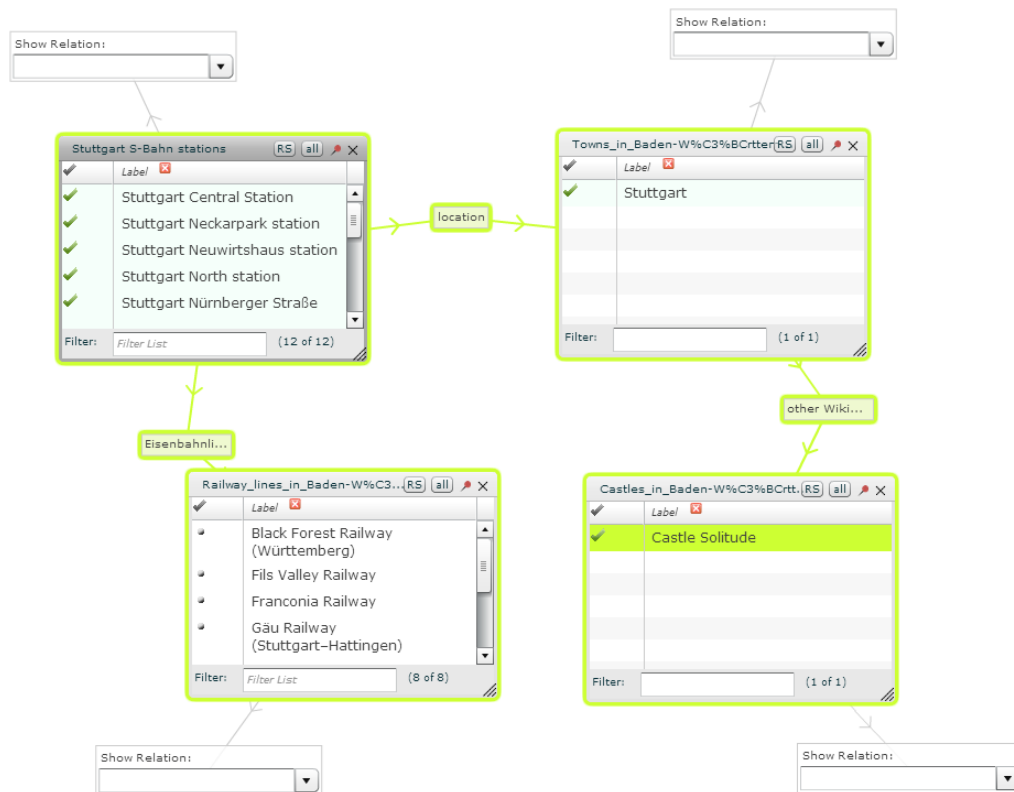 Show Relation:
Show Relation:
Stuttgart S-Bahn stations RS all
Label
Stuttgart Central Station
Stuttgart Neckarpark station
Stuttgart Neuwirtshaus station
Stuttgart North station
Stuttgart Nürnberger Straße
Filter: Filter List (12 of 12)
location
Towns_in_Baden-W%C3%BCrtter RS all
Label
Stuttgart
Filter: (1 of 1)
Eisenbahnli...
other Wiki...
Railway_lines_in_Baden-W%C3... RS all
Label
Black Forest Railway
(Württemberg)
Fils Valley Railway
Franconia Railway
Gäu Railway
(Stuttgart–Hattingen)
Filter: Filter List (8 of 8)
Castles_in_Baden-W%C3%BCrtt. RS all
Label
Castle Solitude
Filter: (1 of 1)
Show Relation:
Show Relation: